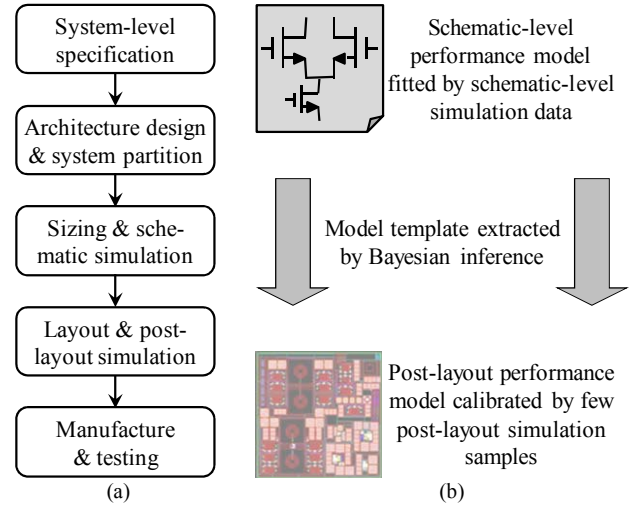 System-level
specification
Architecture design
& system partition
Sizing & sche-
matic simulation
Layout & post-
layout simulation
Manufacture
& testing
(a)
Schematic-level
performance model
fitted by schematic-level
simulation data
Model template extracted
by Bayesian inference
Post-layout performance
model calibrated by few
post-layout simulation
samples
(b)